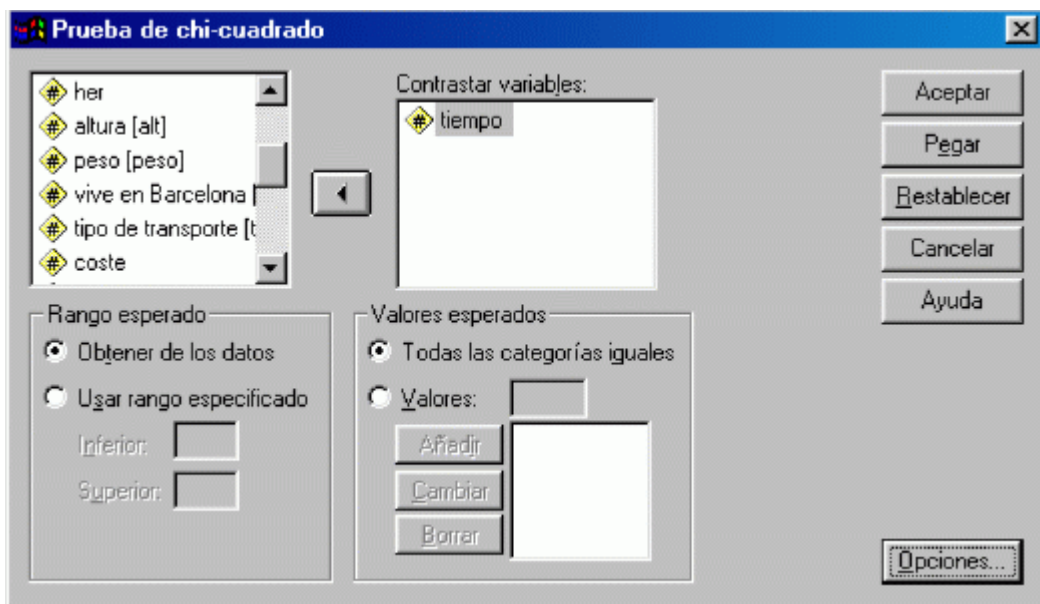 Prueba de chi-cuadrado
her
altura [alt]
peso [peso]
vive en Barcelona [
tipo de transporte [t
coste
Contrastar variables:
tiempo
Aceptar
Pegar
Restablecer
Cancelar
Ayuda
Rango esperado
Obtener de los datos
Usar rango especificado
Inferior:
Superior:
Valores esperados
Todas las categorías iguales
Valores:
Añadir
Cambiar
Borrar
Opciones...